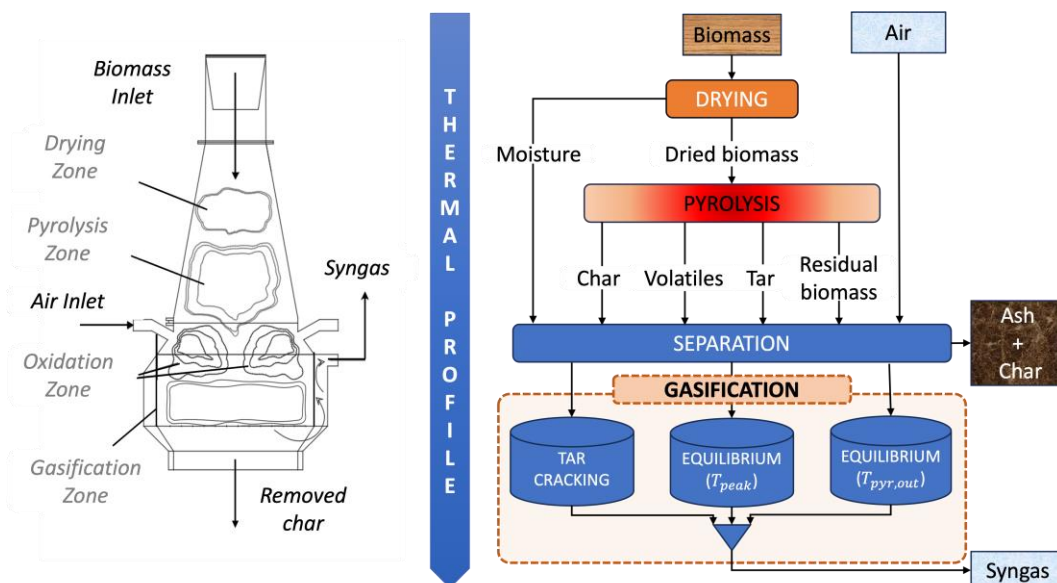 Biomass
Inlet
Drying
Zone
Pyrolysis
Zone
Air Inlet
Syngas
Oxidation
Zone
Gasification
Zone
Removed
char
THERMAL PROFILE
Biomass
Air
DRYING
Moisture
Dried biomass
PYROLYSIS
Char
Volatiles
Tar
Residual
biomass
SEPARATION
Ash
+
Char
GASIFICATION
TAR
CRACKING
EQUILIBRIUM
(T_peak)
EQUILIBRIUM
(T_pyr,out)
Syngas